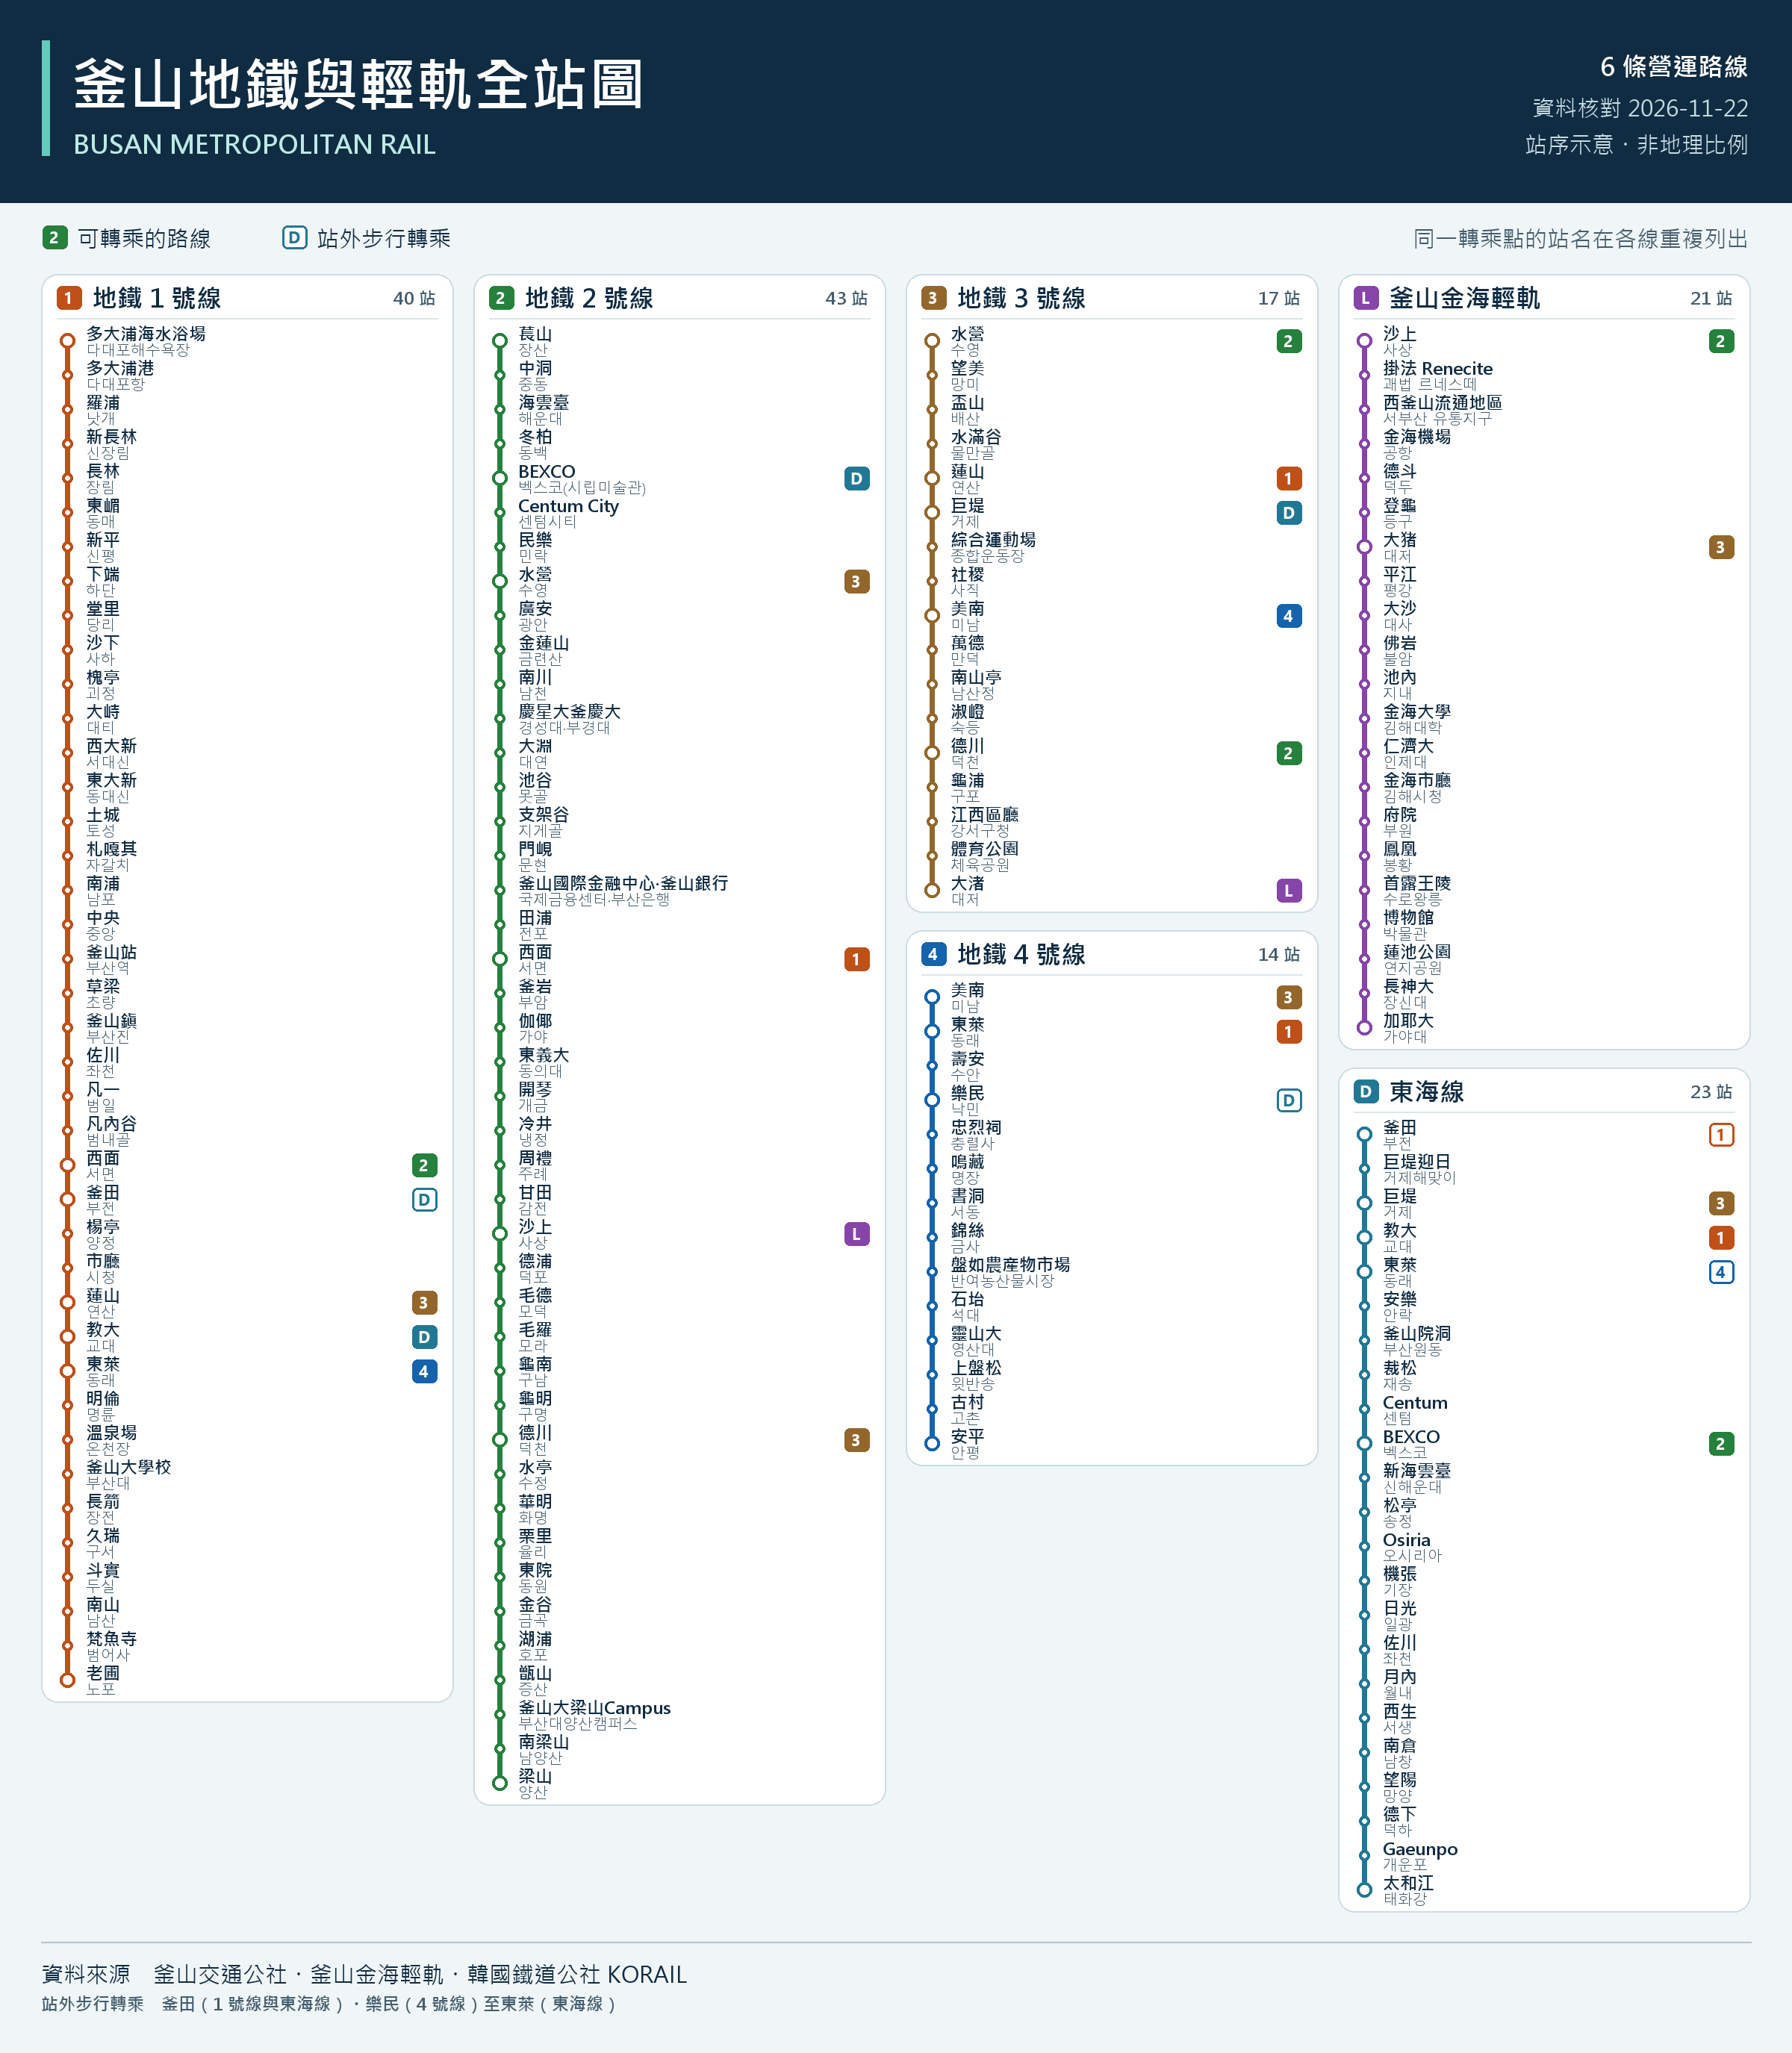 釜山地鐵與輕軌全站圖
BUSAN METROPOLITAN RAIL
6 條營運路線
資料核對 2026-11-22
站序示意·非地理比例
2 可轉乘的路線
D 站外步行轉乘
同一轉乘點的站名在各線重複列出
1 地鐵 1 號線 40 站
多大浦海水浴場
다대포해수욕장
多大浦港
다대포항
羅浦
낫개
新長林
신장림
長林
장림
東嵋
동매
新平
신평
下端
하단
堂里
당리
沙下
사하
槐亭
괴정
大峙
대티
西大新
서대신
東大新
동대신
土城
토성
札嘎其
자갈치
南浦
남포
中央
중앙
釜山站
부산역
草梁
초량
釜山鎭
부산진
佐川
좌천
凡一
범일
凡內谷
범내골
西面 2
서면
釜田 D
부전
楊亭
양정
市廳
시청
蓮山 3
연산
教大 D
교대
東萊 4
동래
明倫
명륜
溫泉場
온천장
釜山大學校
부산대
長箭
장전
久瑞
구서
斗實
두실
南山
남산
梵魚寺
범어사
老圃
노포
2 地鐵 2 號線 43 站
萇山
장산
中洞
중동
海雲臺
해운대
冬柏
동백
BEXCO D
벡스코(시립미술관)
Centum City
센텀시티
民樂
민락
水營 3
수영
廣安
광안
金蓮山
금련산
南川
남천
慶星大釜慶大
경성대·부경대
大淵
대연
池谷
못골
支架谷
지게골
門峴
문현
釜山國際金融中心·釜山銀行
국제금융센터·부산은행
田浦
전포
西面 1
서면
釜岩
부암
伽倻
가야
東義大
동의대
開琴
개금
冷井
냉정
周禮
주례
甘田
감전
沙上 L
사상
德浦
덕포
毛德
모덕
毛羅
모라
龜南
구남
龜明
구명
德川 3
덕천
水亭
수정
華明
화명
栗里
율리
東院
동원
金谷
금곡
湖浦
호포
甑山
증산
釜山大梁山Campus
부산대양산캠퍼스
南梁山
남양산
梁山
양산
3 地鐵 3 號線 17 站
水營 2
수영
望美
망미
盃山
배산
水滿谷
물만골
蓮山 1
연산
巨堤 D
거제
綜合運動場
종합운동장
社稷
사직
美南 4
미남
萬德
만덕
南山亭
남산정
淑嶝
숙등
德川 2
덕천
龜浦
구포
江西區廳
강서구청
體育公園
체육공원
大渚 L
대저
4 地鐵 4 號線 14 站
美南 3
미남
東萊 1
동래
壽安
수안
樂民 D
낙민
忠烈祠
충렬사
鳴藏
명장
書洞
서동
錦絲
금사
盤如農産物市場
반여농산물시장
石坮
석대
靈山大
영산대
上盤松
윗반송
古村
고촌
安平
안평
L 釜山金海輕軌 21 站
沙上 2
사상
掛法 Renecite
괘법 르네스떼
西釜山流通地區
서부산 유통지구
金海機場
공항
德斗
덕두
登龜
등구
大猪 3
대저
平江
평강
大沙
대사
佛岩
불암
池內
지내
金海大學
김해대학
仁濟大
인제대
金海市廳
김해시청
府院
부원
鳳凰
봉황
首露王陵
수로왕릉
博物館
박물관
蓮池公園
연지공원
長神大
장신대
加耶大
가야대
D 東海線 23 站
釜田 1
부전
巨堤迎日
거제해맞이
巨堤 3
거제
教大 1
교대
東萊 4
동래
安樂
안락
釜山院洞
부산원동
裁松
재송
Centum
센텀
BEXCO 2
벡스코
新海雲臺
신해운대
松亭
송정
Osiria
오시리아
機張
기장
日光
일광
佐川
좌천
月內
월내
西生
서생
南倉
남창
望陽
망양
德下
덕하
Gaeunpo
개운포
太和江
태화강
資料來源 釜山交通公社·釜山金海輕軌·韓國鐵道公社 KORAIL
站外步行轉乘 釜田（1 號線與東海線）·樂民（4 號線）至東萊（東海線）